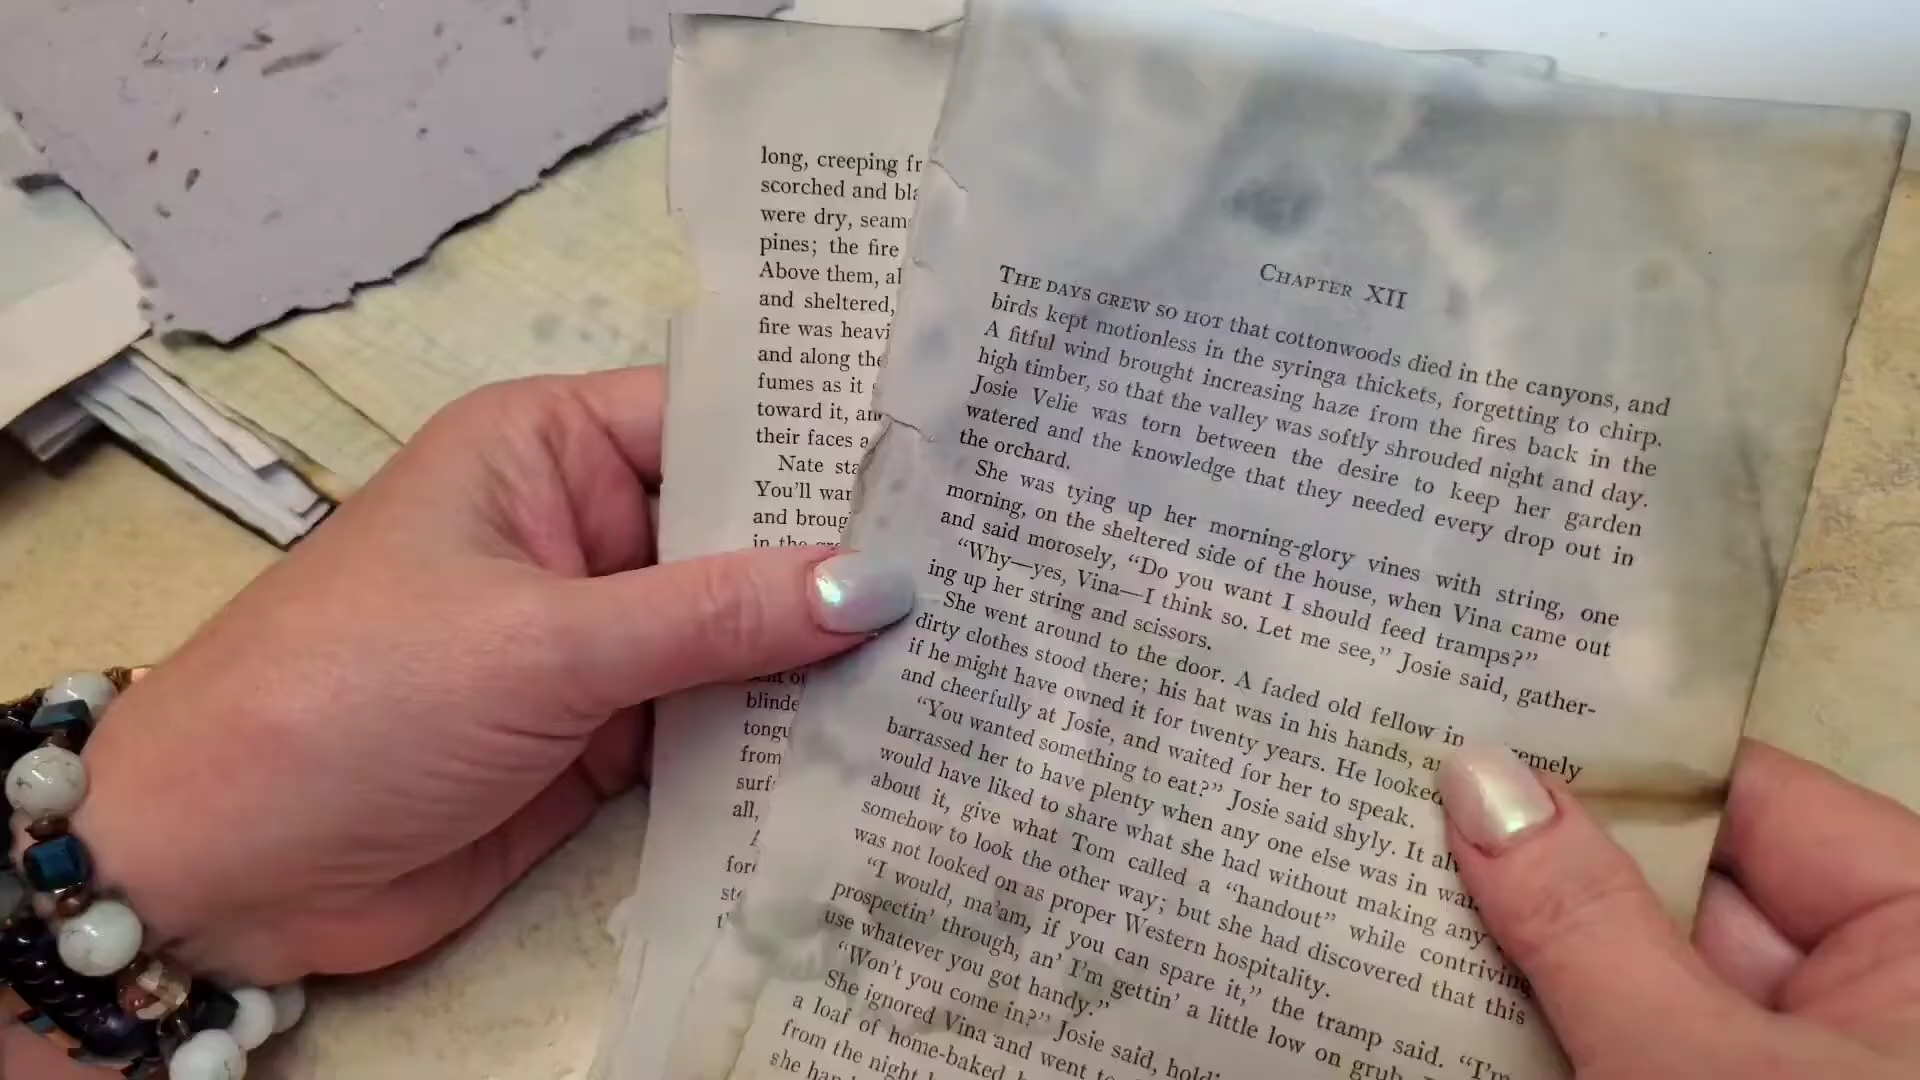 long, creeping
scorched and
were dry,
pines; the fire
Above them,
and sheltered,
fire was
and along the
fumes as it
toward it,
their faces
Nate
You'll
and
in the
from
all,
CHAPTER XII
THE DAYS GREW SO HOT that cottonwoods died in the canyons, and
birds kept motionless in the syringa thickets, forgetting to chirp.
A fitful wind brought increasing haze from the fires back in the
high timber, so that the valley was softly shrouded night and day.
Josie Velie was torn between the desire to keep her garden
watered and the knowledge that they needed every drop out in
the orchard.
She was tying up her morning-glory vines with string, one
morning, on the sheltered side of the house, when Vina came out
and said morosely, “Do you want I should feed tramps?”
“Why—yes, Vina—I think so. Let me see,” Josie said, gather-
ing up her string and scissors.
She went around to the door. A faded old fellow in
dirty clothes stood there; his hat was in his hands,
if he might have owned it for twenty years. He looked
and cheerfully at Josie, and waited for her to speak.
“You wanted something to eat?” Josie said shyly. It
barrassed her to have plenty when any one else was in
would have liked to share what she had without making any
about it, give what Tom called a “handout” while contriving
somehow to look the other way; but she had discovered that this
was not looked on as proper Western hospitality.
“I would, ma'am, if you can spare it,” the tramp said. “I'm
prospectin' through, an' I'm gettin' a little low on grub.
use whatever you got handy.”
“Won't you come in?” Josie said,
She ignored Vina and went
a loaf of home-baked
from the night
she